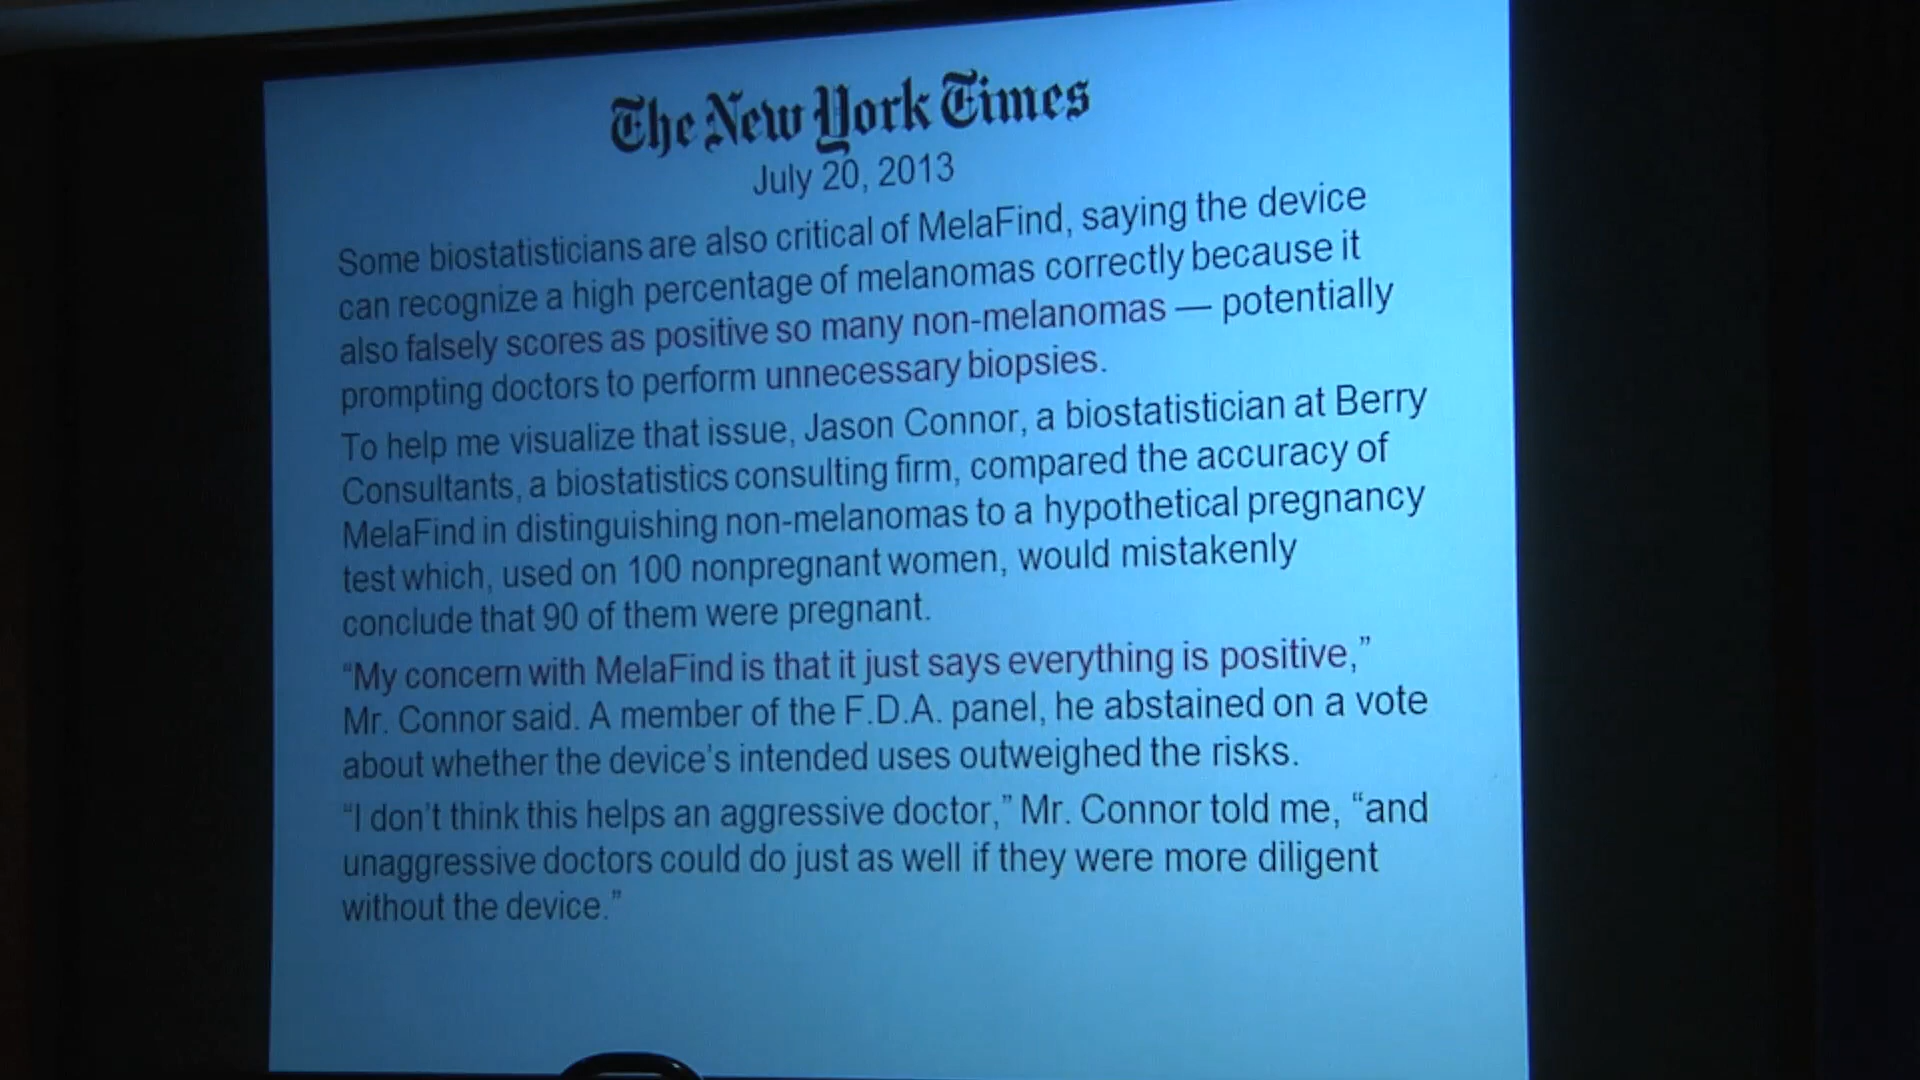 The New York Times
July 20, 2013
Some biostatisticians are also critical of MelaFind, saying the device
can recognize a high percentage of melanomas correctly because it
also falsely scores as positive so many non-melanomas — potentially
prompting doctors to perform unnecessary biopsies.
To help me visualize that issue, Jason Connor, a biostatistician at Berry
Consultants, a biostatistics consulting firm, compared the accuracy of
MelaFind in distinguishing non-melanomas to a hypothetical pregnancy
test which, used on 100 nonpregnant women, would mistakenly
conclude that 90 of them were pregnant.
“My concern with MelaFind is that it just says everything is positive,”
Mr. Connor said. A member of the F.D.A. panel, he abstained on a vote
about whether the device’s intended uses outweighed the risks.
“I don’t think this helps an aggressive doctor,” Mr. Connor told me, “and
unaggressive doctors could do just as well if they were more diligent
without the device.”